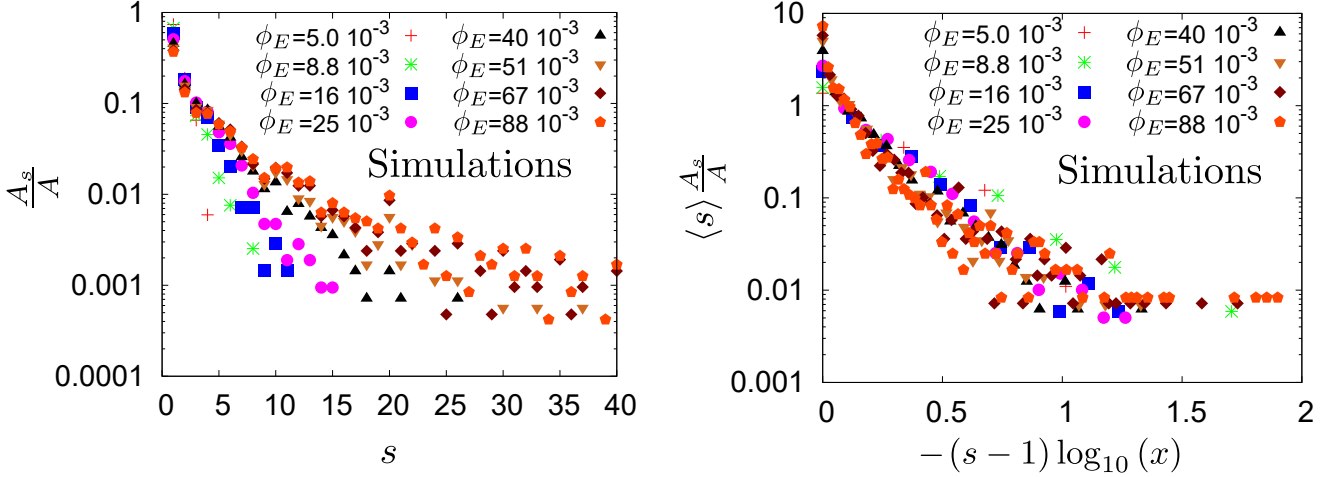 1
0.1
0.01
0.001
0.0001
A_s/A
0 5 10 15 20 25 30 35 40
s
ϕ_E=5.0 10^-3
ϕ_E=8.8 10^-3
ϕ_E=16 10^-3
ϕ_E=25 10^-3
ϕ_E=40 10^-3
ϕ_E=51 10^-3
ϕ_E=67 10^-3
ϕ_E=88 10^-3
Simulations
10
1
0.1
0.01
0.001
⟨s⟩ A_s/A
0 0.5 1 1.5 2
−(s − 1) log_10 (x)
ϕ_E=5.0 10^-3
ϕ_E=8.8 10^-3
ϕ_E=16 10^-3
ϕ_E=25 10^-3
ϕ_E=40 10^-3
ϕ_E=51 10^-3
ϕ_E=67 10^-3
ϕ_E=88 10^-3
Simulations